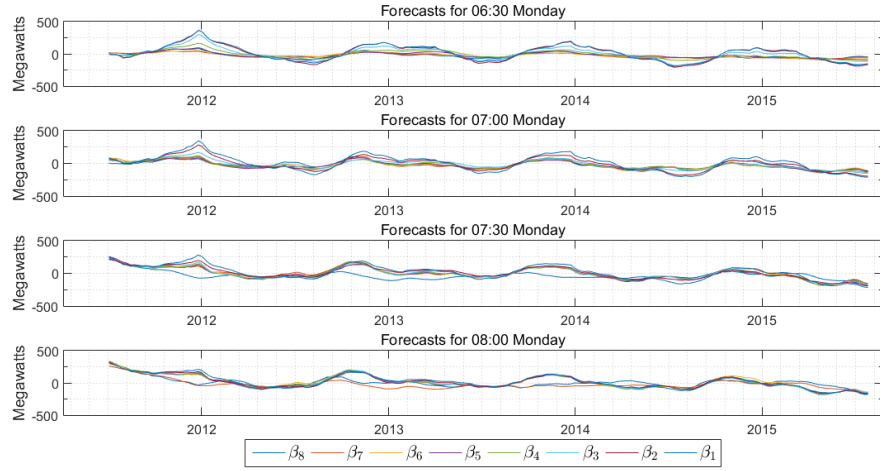 Forecasts for 06:30 Monday
500
0
-500
Megawatts
2012 2013 2014 2015
Forecasts for 07:00 Monday
500
0
-500
Megawatts
2012 2013 2014 2015
Forecasts for 07:30 Monday
500
0
-500
Megawatts
2012 2013 2014 2015
Forecasts for 08:00 Monday
500
0
-500
Megawatts
2012 2013 2014 2015
β8 β7 β6 β5 β4 β3 β2 β1